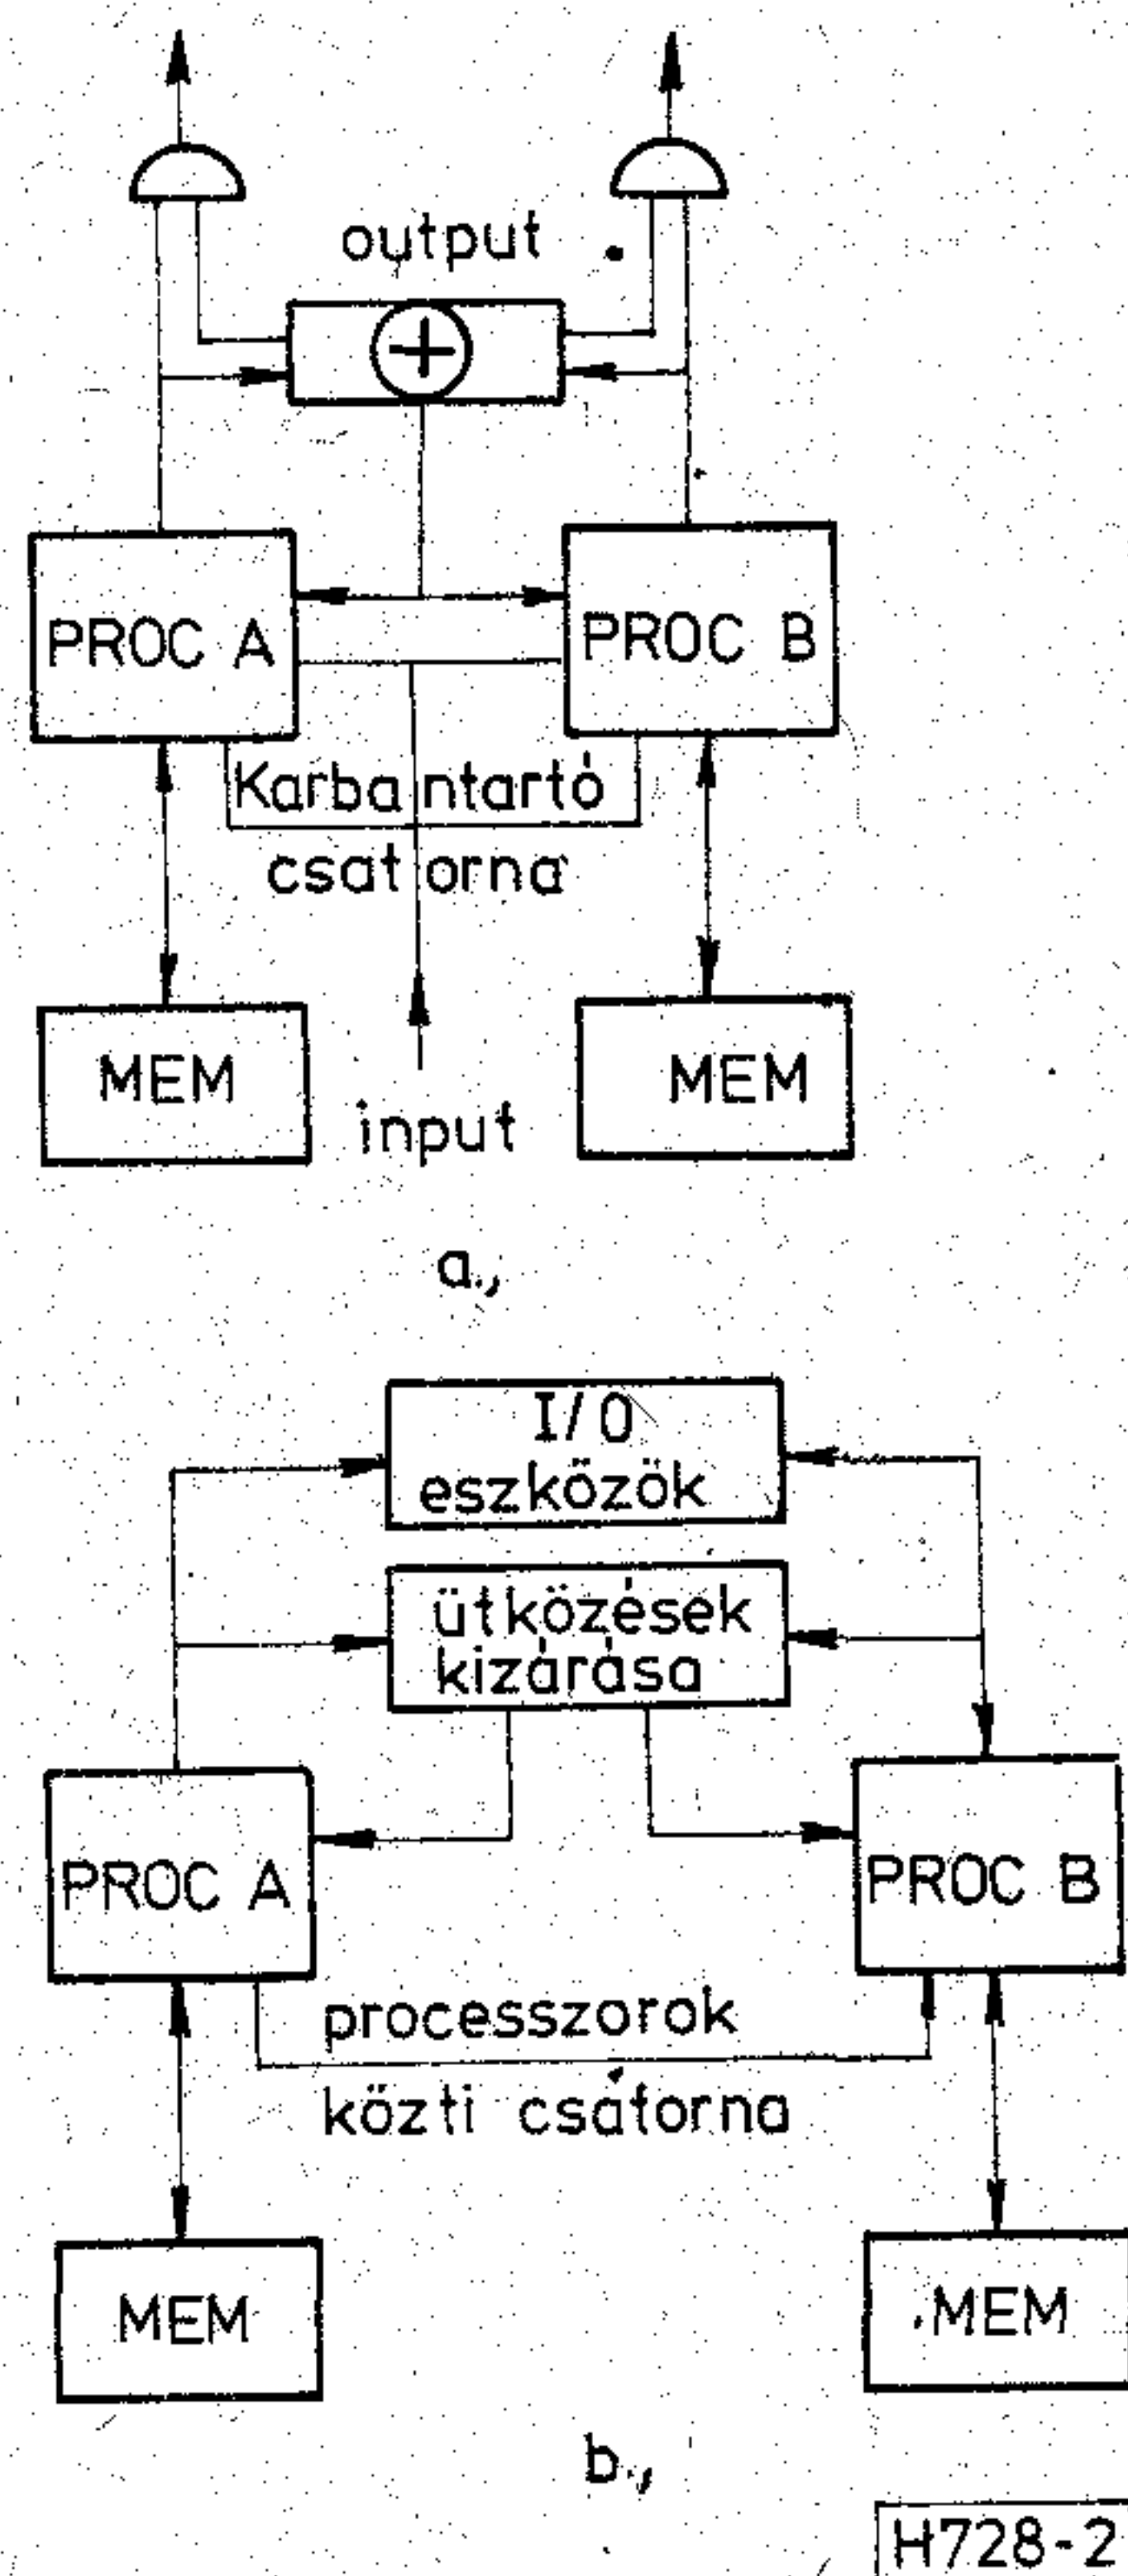 output
PROC A
PROC B
Karbantartó
csatorna
MEM
MEM
input
a.,
I/O
eszközök
ütközések
kizárása
PROC A
PROC B
processzorok
közti csatorna
MEM
MEM
b.,
H728-2